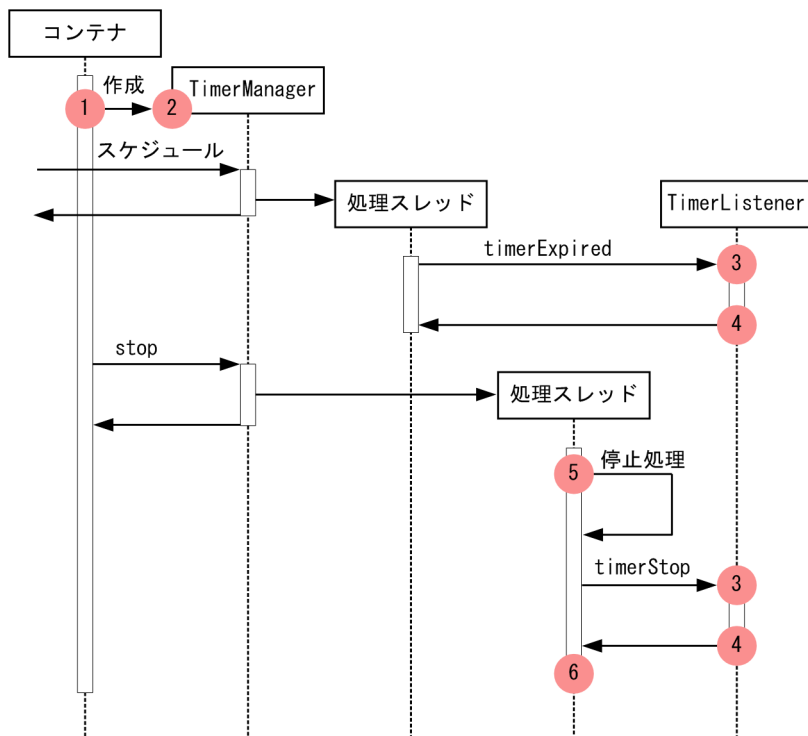 コンテナ
作成
1
2
TimerManager
スケジュール
処理スレッド
TimerListener
timerExpired
3
4
stop
処理スレッド
停止処理
5
timerStop
3
4
6